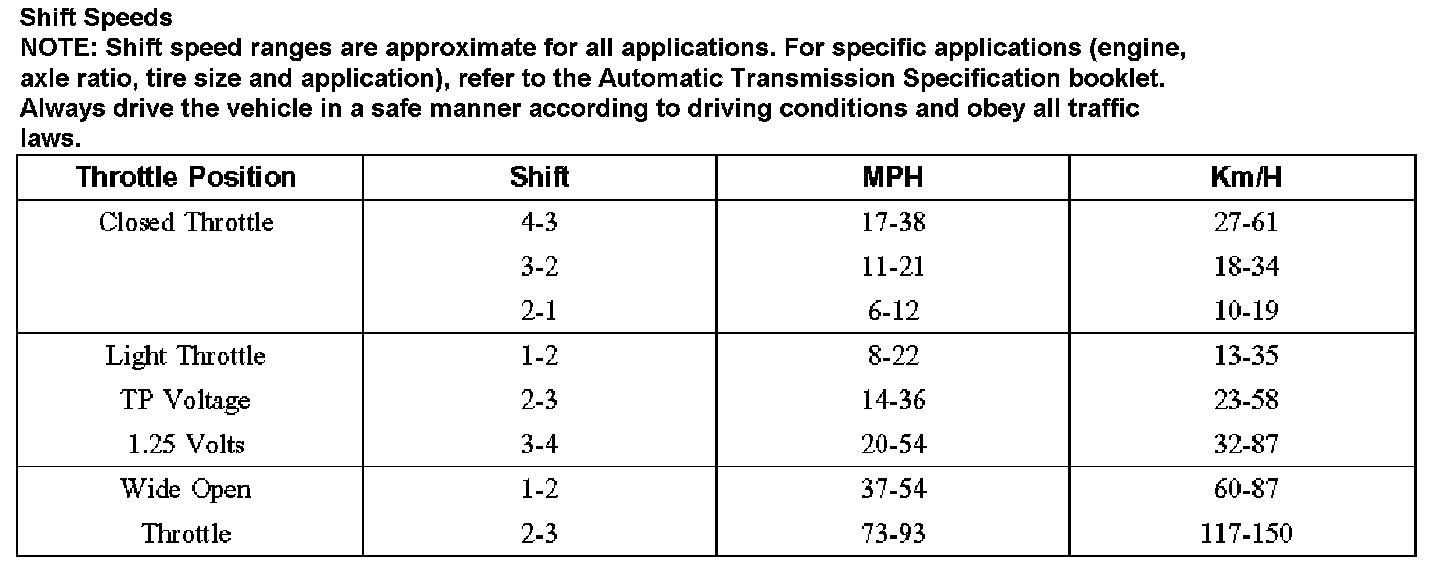 Shift Speeds
NOTE: Shift speed ranges are approximate for all applications. For specific applications (engine,
axle ratio, tire size and application), refer to the Automatic Transmission Specification booklet.
Always drive the vehicle in a safe manner according to driving conditions and obey all traffic
laws.
Throttle Position Shift MPH Km/H
Closed Throttle 4-3 17-38 27-61
3-2 11-21 18-34
2-1 6-12 10-19
Light Throttle 1-2 8-22 13-35
TP Voltage 2-3 14-36 23-58
1.25 Volts 3-4 20-54 32-87
Wide Open 1-2 37-54 60-87
Throttle 2-3 73-93 117-150